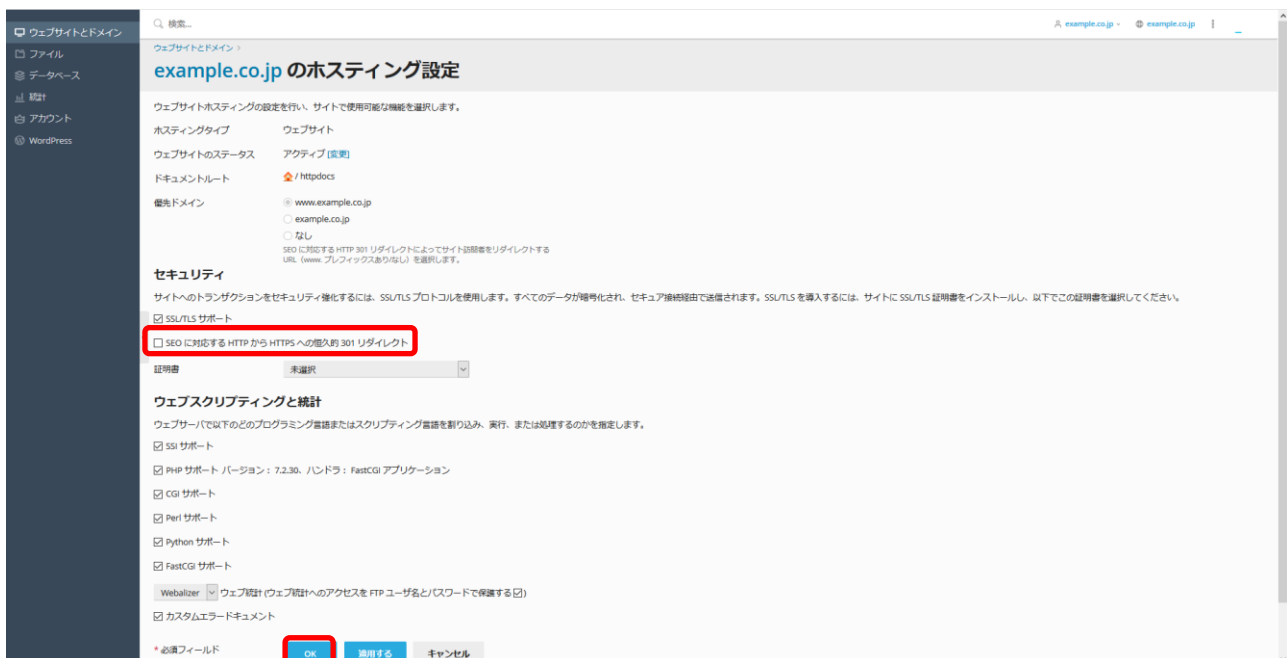 検索...
example.co.jp
example.co.jp
ウェブサイトとドメイン
ファイル
データベース
統計
アカウント
WordPress
ウェブサイトとドメイン
example.co.jp のホスティング設定
ウェブサイトホスティングの設定を行い、サイトで使用可能な機能を選択します。
ホスティングタイプ ウェブサイト
ウェブサイトのステータス アクティブ [変更]
ドキュメントルート / httpdocs
優先ドメイン www.example.co.jp
example.co.jp
なし
SEO に対応する HTTP 301 リダイレクトによってサイト訪問者をリダイレクトする
URL（www. プレフィックスあり/なし）を選択します。
セキュリティ
サイトへのトランザクションをセキュリティ強化するには、SSL/TLS プロトコルを使用します。すべてのデータが暗号化され、セキュア接続経由で送信されます。SSL/TLS を導入するには、サイトに SSL/TLS 証明書をインストールし、以下でこの証明書を選択してください。
SSL/TLS サポート
SEO に対応する HTTP から HTTPS への恒久的 301 リダイレクト
証明書 未選択
ウェブスクリプティングと統計
ウェブサーバで以下のどのプログラミング言語またはスクリプティング言語を割り込み、実行、または処理するのかを指定します。
SSI サポート
PHP サポート バージョン： 7.2.30、ハンドラ： FastCGI アプリケーション
CGI サポート
Perl サポート
Python サポート
FastCGI サポート
Webalizer ウェブ統計 (ウェブ統計へのアクセスを FTP ユーザ名とパスワードで保護する)
カスタムエラードキュメント
* 必須フィールド OK 適用する キャンセル